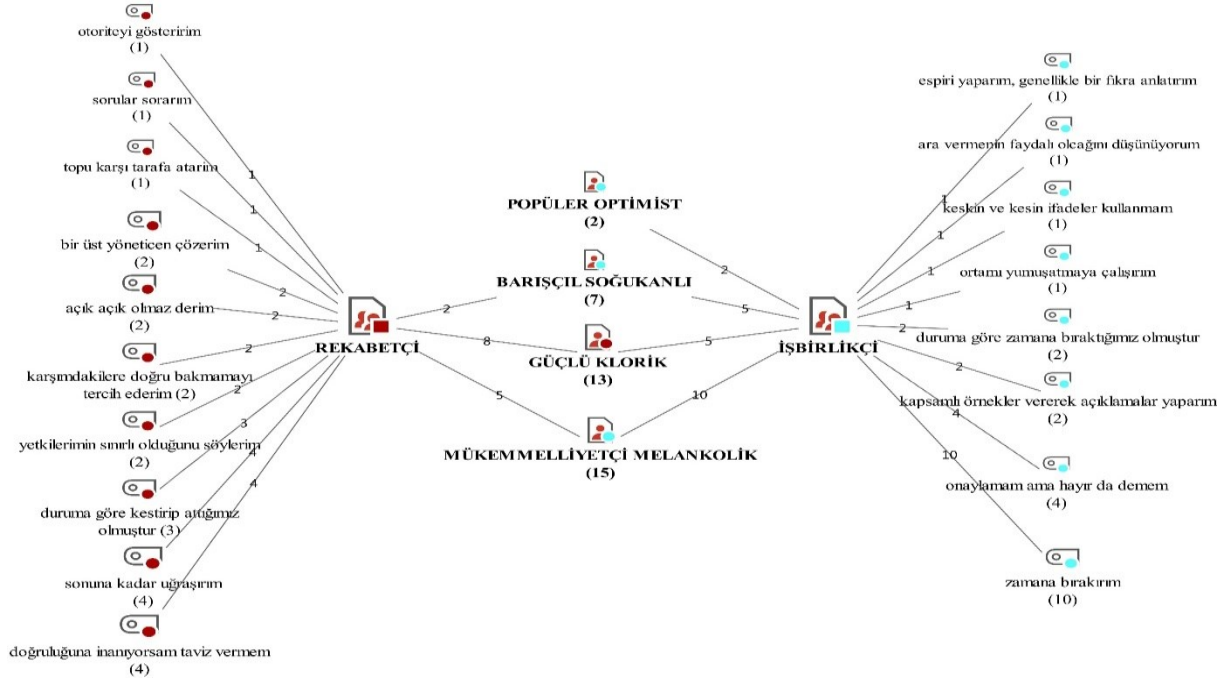 otoriteyi gösteririm
(1)
sorular sorarım
(1)
topu karşı tarafa atarim
(1)
bir üst yöneticen çözerim
(2)
açık açık olmaz derim
(2)
karşımdakilere doğru bakmamayı
tercih ederim (2)
yetkilerimin sınırlı olduğunu söylerim
(2)
duruma göre kestirip attığımız
olmuştur (3)
sonuna kadar uğraşırım
(4)
doğruluğuna inanıyorsam taviz vermem
(4)
1
1
1
2
2
2
2
3
4
4
REKABETÇİ
2
8
5
POPÜLER OPTİMİST
(2)
BARIŞÇIL SOĞUKANLI
(7)
GÜÇLÜ KLORİK
(13)
MÜKEMMELLİYETÇİ MELANKOLİK
(15)
2
5
5
10
İŞBİRLİKÇİ
1
1
1
1
2
2
4
10
espiri yaparım, genellikle bir fıkra anlatırım
(1)
ara vermenin faydalı olcağını düşünüyorum
(1)
keskin ve kesin ifadeler kullanmam
(1)
ortamı yumuşatmaya çalışırım
(1)
duruma göre zamana bıraktığımız olmuştur
(2)
kapsamlı örnekler vererek açıklamalar yaparım
(2)
onaylamam ama hayır da demem
(4)
zamana bırakırım
(10)